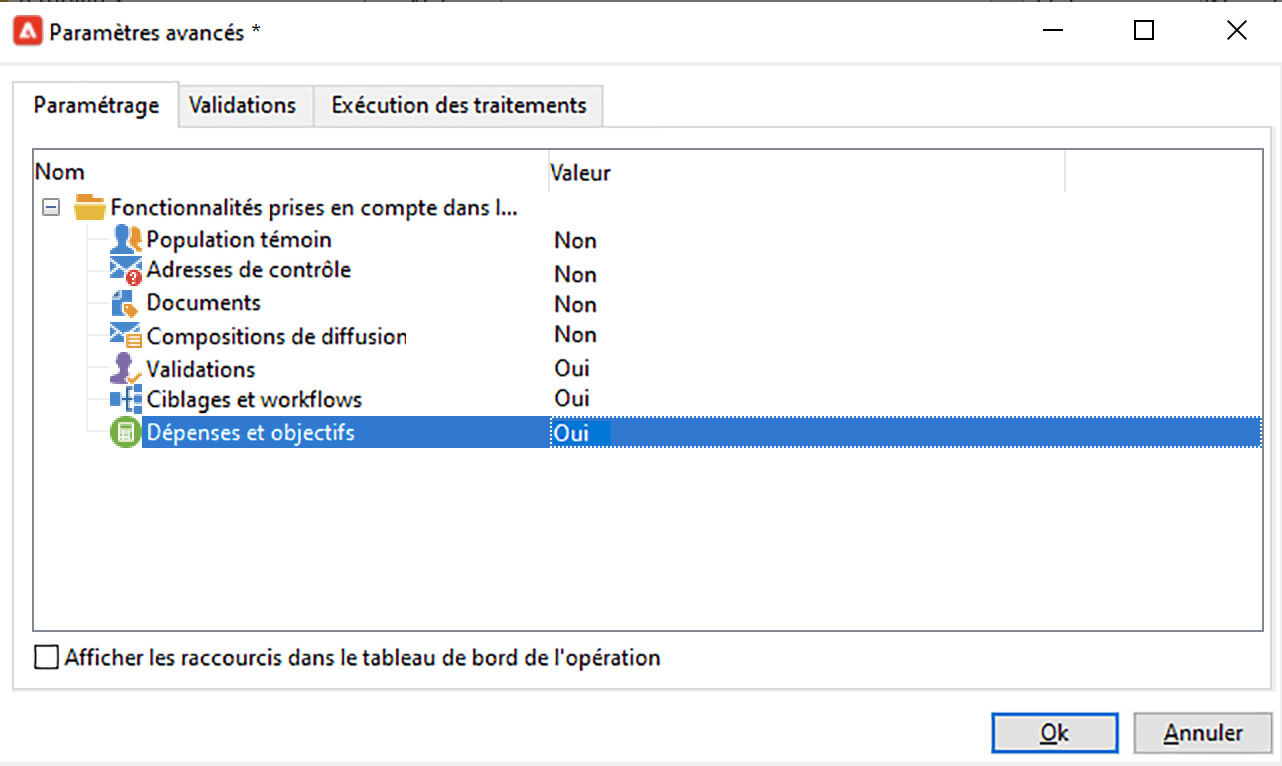 Paramètres avancés *
Paramétrage Validations Exécution des traitements
Nom Valeur
Fonctionnalités prises en compte dans l...
Population témoin Non
Adresses de contrôle Non
Documents Non
Compositions de diffusion Non
Validations Oui
Ciblages et workflows Oui
Dépenses et objectifs Oui
Afficher les raccourcis dans le tableau de bord de l'opération
Ok Annuler